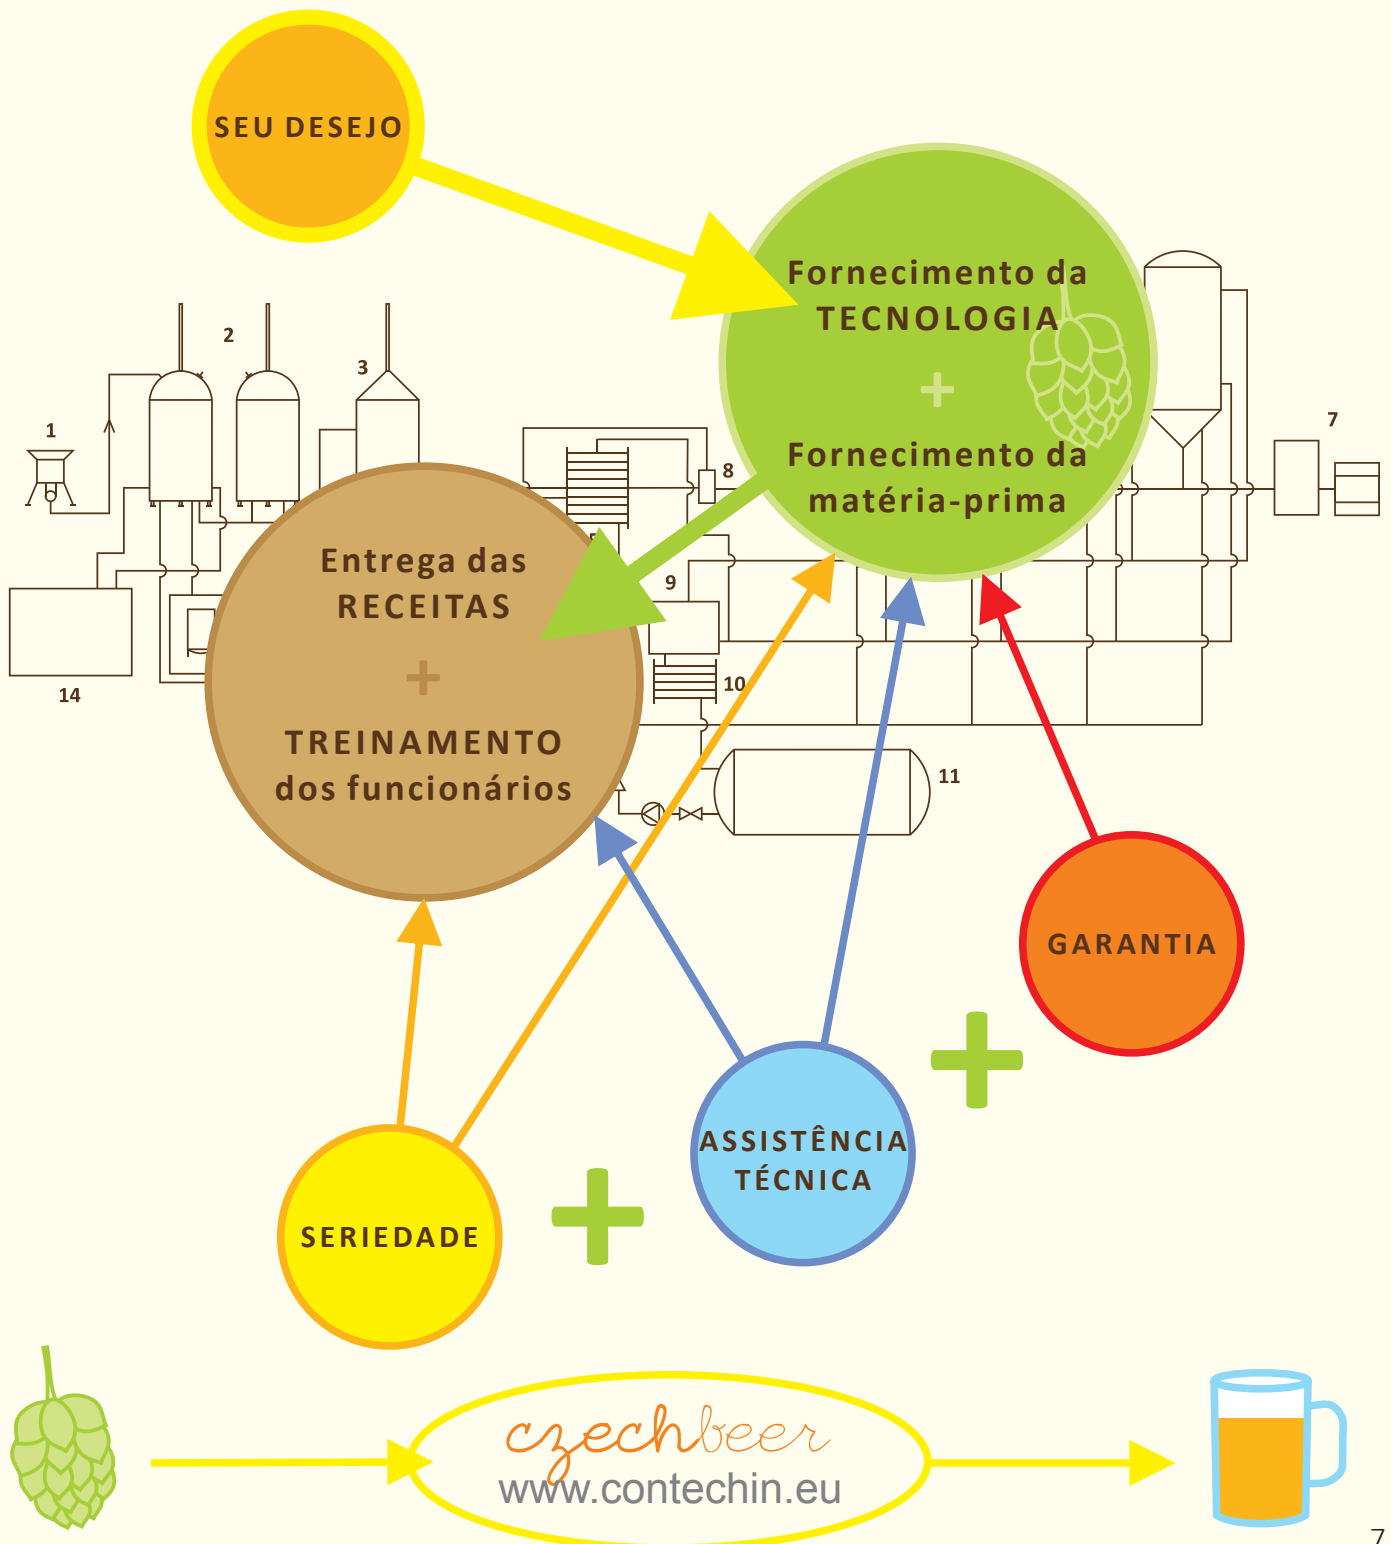 SEU DESEJO
Fornecimento da
TECNOLOGIA
+
Fornecimento da
matéria-prima
1
2
3
7
8
9
10
11
14
Entrega das
RECEITAS
+
TREINAMENTO
dos funcionários
GARANTIA
+
ASSISTÊNCIA
TÉCNICA
+
SERIEDADE
czechbeer
www.contechin.eu
7